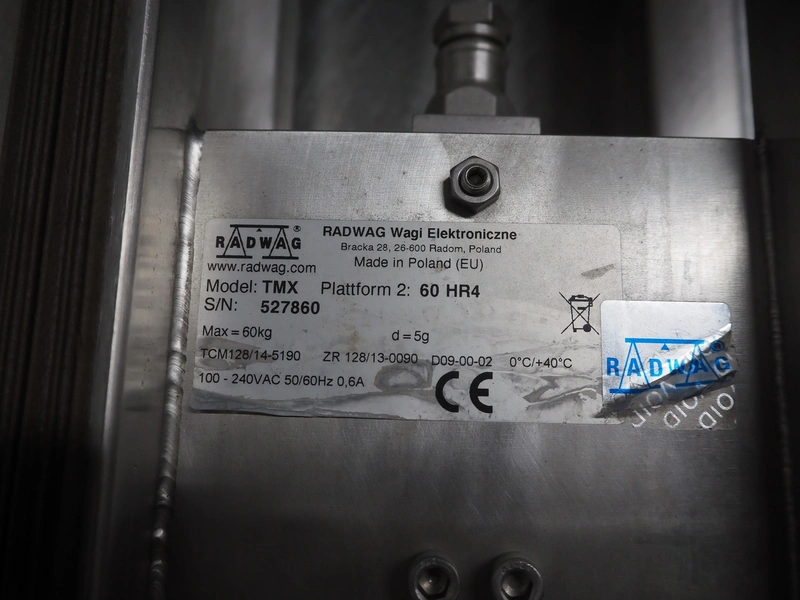 RADWAG®
www.radwag.com
RADWAG Wagi Elektroniczne
Bracka 28, 26-600 Radom, Poland
Made in Poland (EU)
Model: TMX Plattform 2: 60 HR4
S/N: 527860
Max = 60kg d = 5g
TCM128/14-5190 ZR 128/13-0090 D09-00-02 0°C/+40°C
100 - 240VAC 50/60Hz 0,6A
CE
RADWAG
VOID
VOID